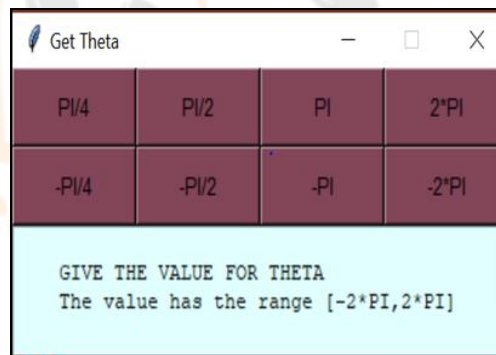 Get Theta
PI/4 PI/2 PI 2*PI
-PI/4 -PI/2 -PI -2*PI
GIVE THE VALUE FOR THETA
The value has the range [-2*PI,2*PI]